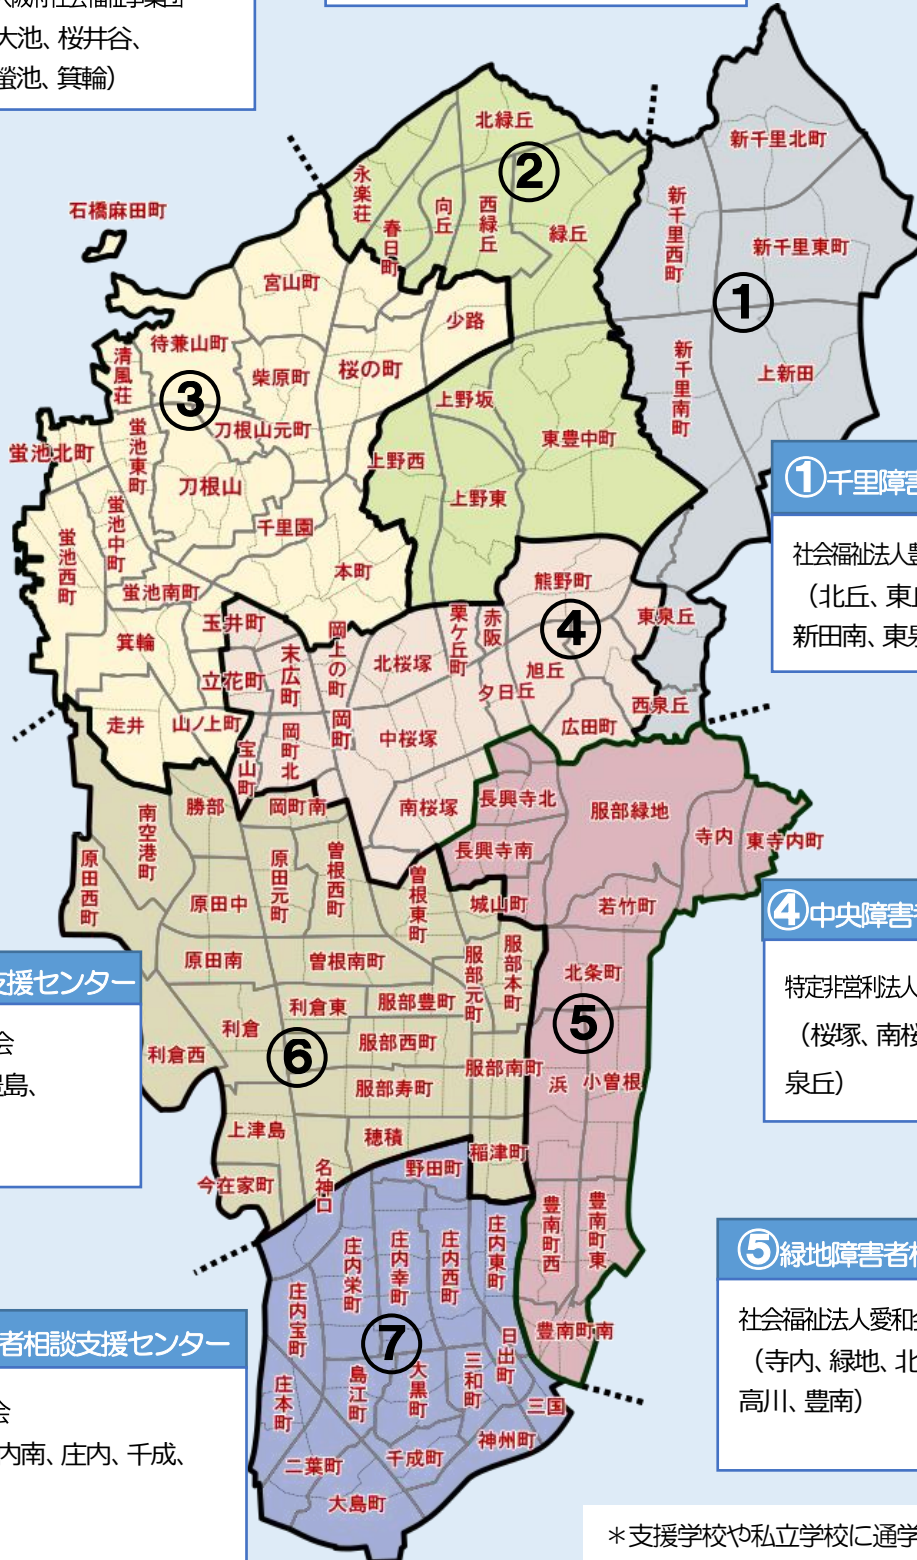 大池、桜井谷、
螢池、箕輪）
北緑丘
永楽荘
春日町
向丘
西緑丘
②
緑丘
新千里北町
新千里西町
新千里東町
①
新千里南町
上新田
石橋麻田町
宮山町
少路
待兼山町
清風荘
柴原町
桜の町
③
上野坂
東豊中町
刀根山元町
蛍池北町
蛍池東町
上野西
上野東
刀根山
蛍池中町
蛍池西町
千里園
本町
蛍池南町
箕輪
玉井町
岡上の町
栗ケ丘町
赤阪
熊野町
④
東泉丘
末広町
北桜塚
旭丘
立花町
夕日丘
西泉丘
走井
山ノ上町
岡町
広田町
宝山町
岡町北
中桜塚
勝部
岡町南
南桜塚
長興寺北
服部緑地
寺内
東寺内町
長興寺南
南空港町
原田西町
原田元町
曽根西町
曽根東町
城山町
若竹町
原田中
原田南
曽根南町
服部元町
服部本町
北条町
利倉東
服部豊町
⑤
利倉
利倉西
⑥
服部西町
服部南町
浜
小曽根
服部寿町
上津島
穂積
稲津町
今在家町
名神口
野田町
豊南町西
豊南町東
庄内栄町
庄内幸町
庄内西町
庄内東町
庄内宝町
⑦
豊南町南
日出町
庄本町
島江町
大黒町
三和町
三国
神州町
二葉町
千成町
大島町
①千里障害
社会福祉法人豊
（北丘、東丘
新田南、東泉
④中央障害者
特定非営利法人
（桜塚、南桜
泉丘）
⑤緑地障害者相
社会福祉法人愛和会
（寺内、緑地、北
高川、豊南）
支援センター
会
豊島、
者相談支援センター
会
内南、庄内、千成、
＊支援学校や私立学校に通学